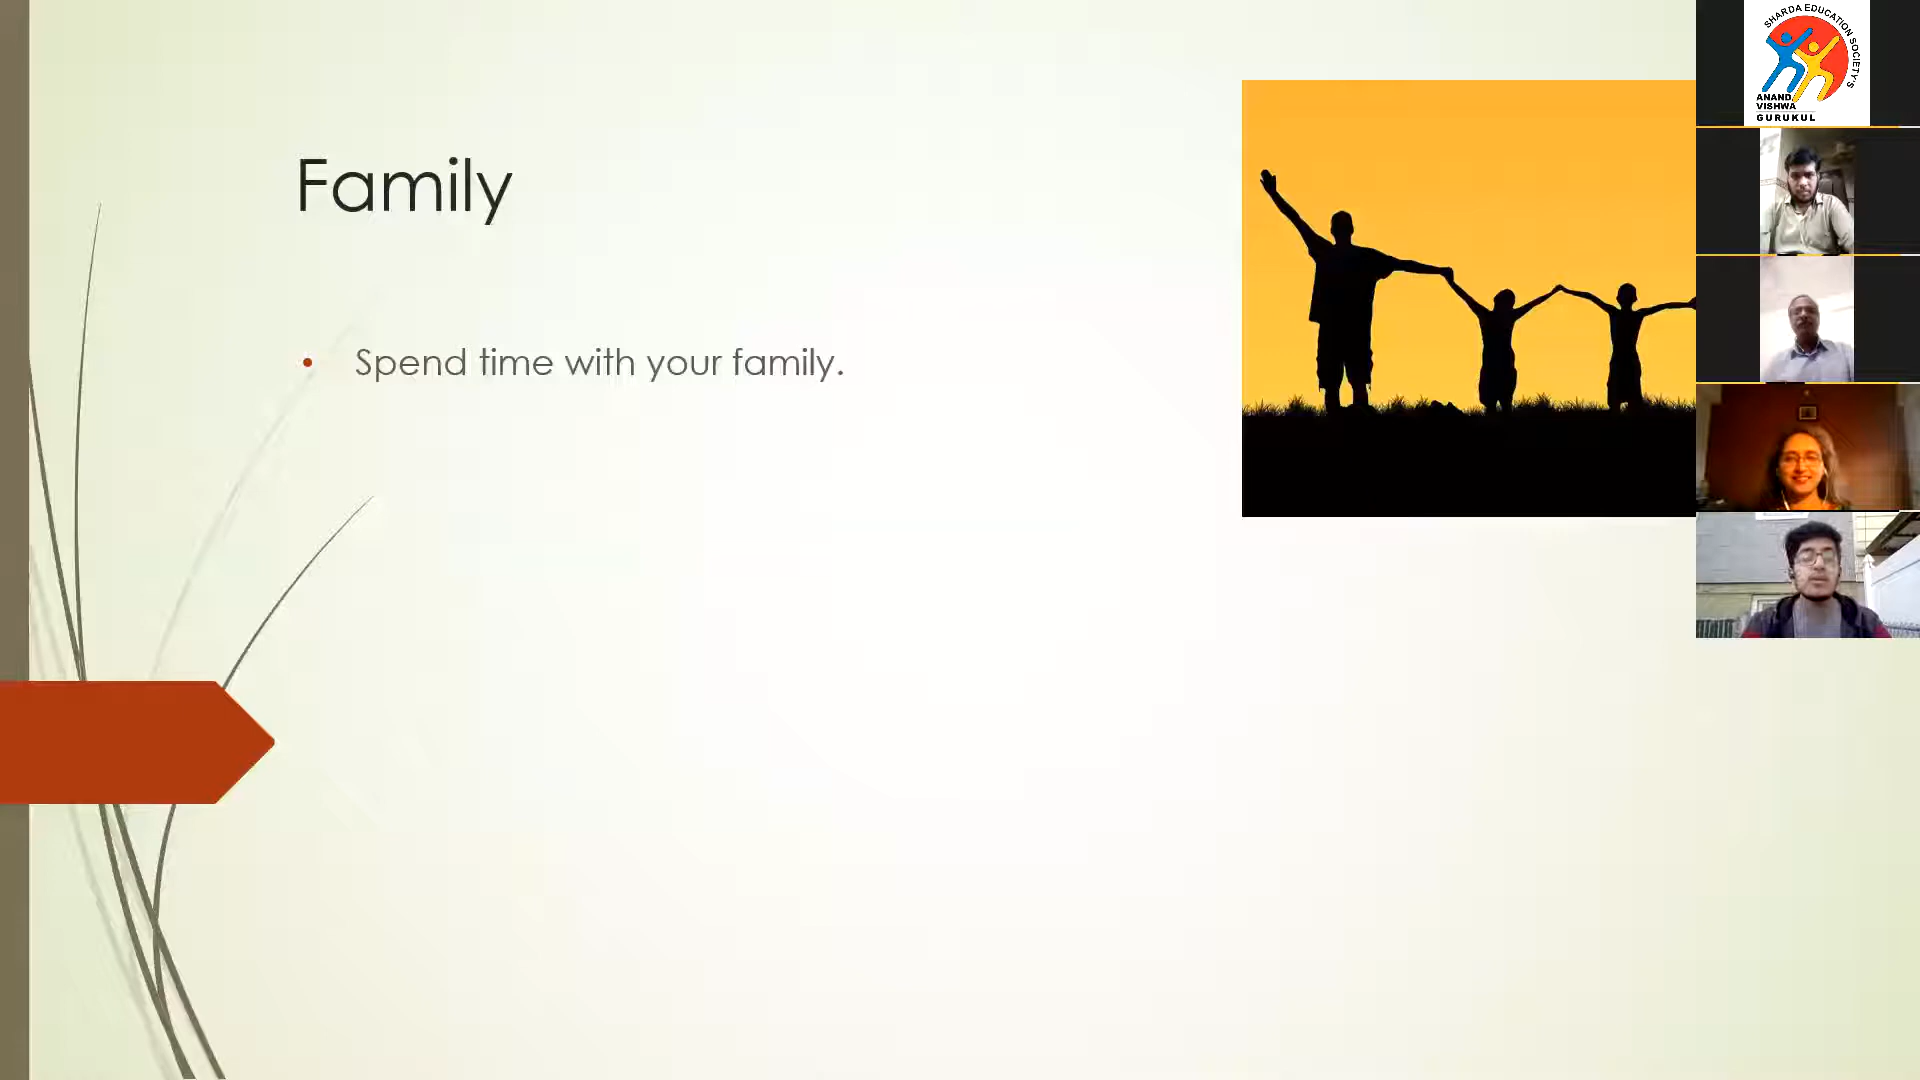 Family
• Spend time with your family.
SHARDA EDUCATION SOCIETY'S
ANAND
VISHWA
GURUKUL